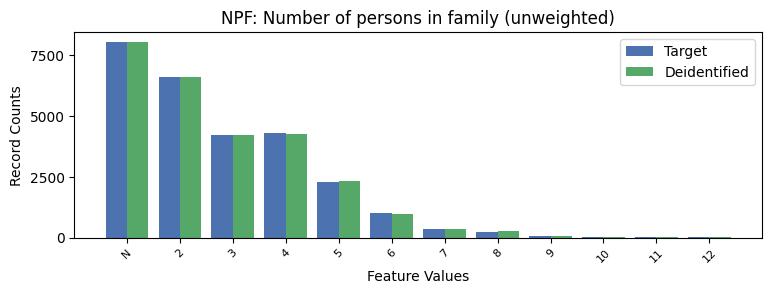 NPF: Number of persons in family (unweighted)
Target
Deidentified
Record Counts
7500
5000
2500
0
N 2 3 4 5 6 7 8 9 10 11 12
Feature Values